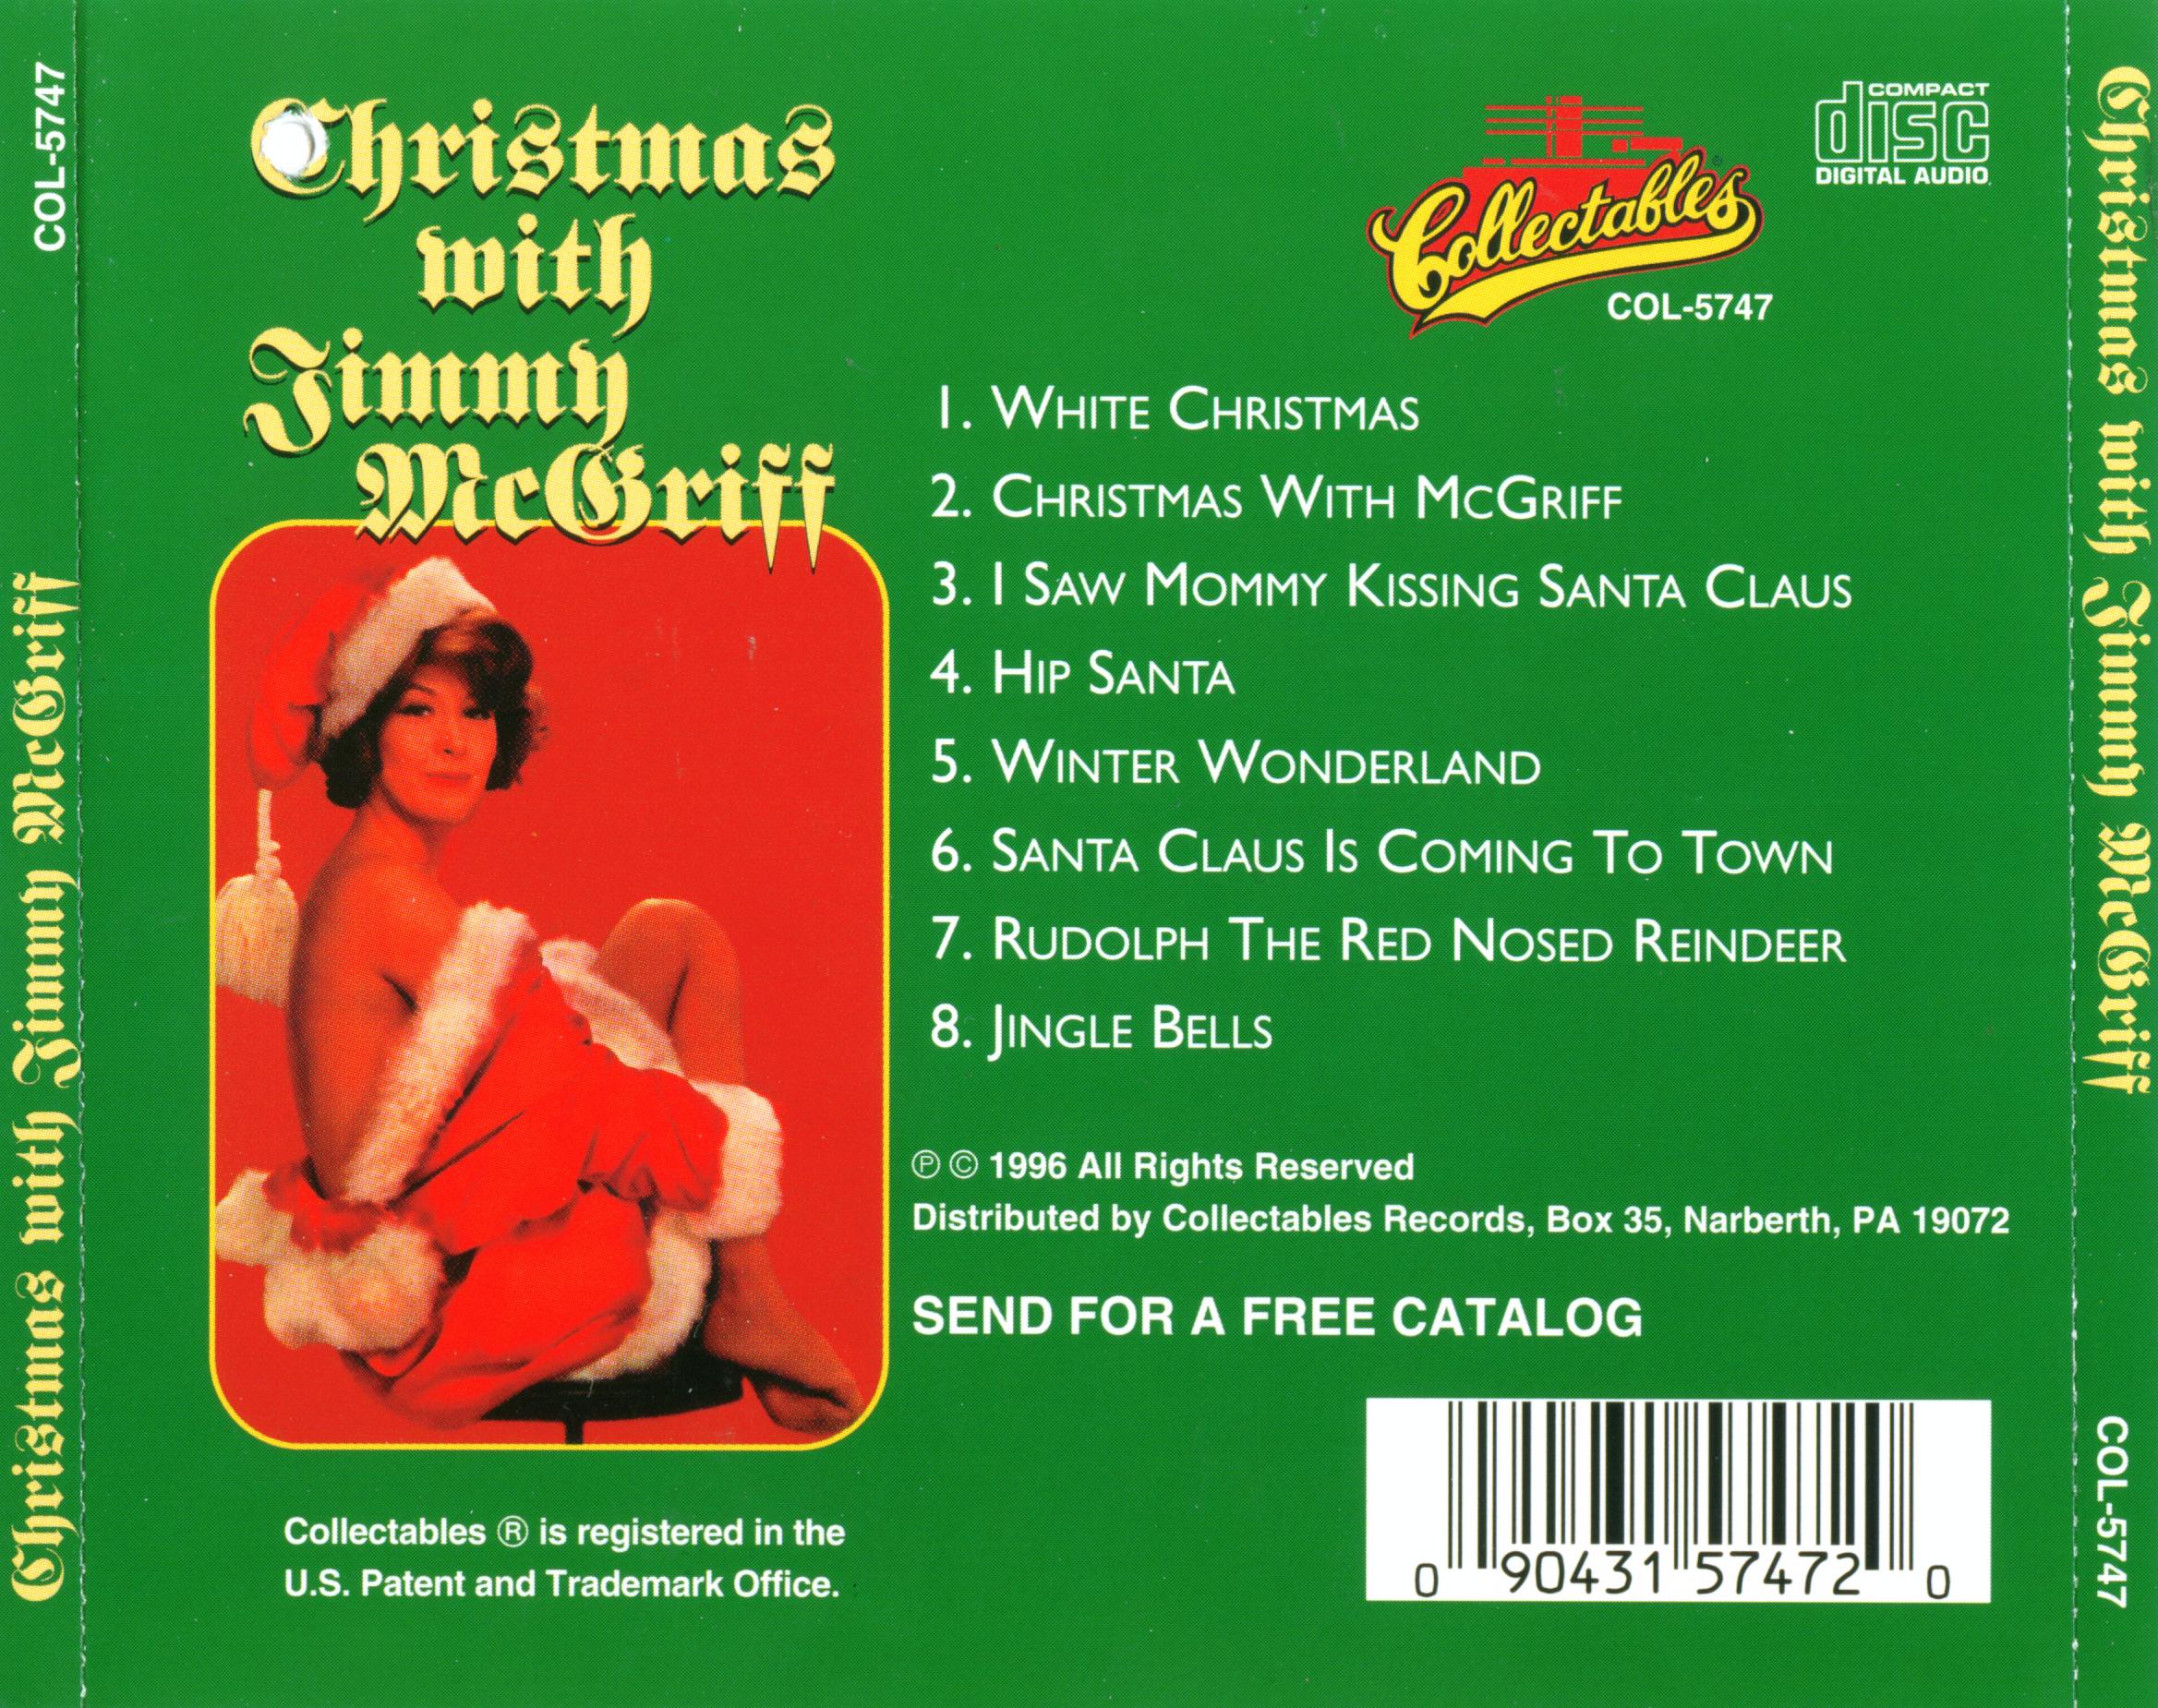 COL-5747
Christmas with Jimmy McGriff
Christmas
with
Jimmy
McGriff
Collectables
COL-5747
COMPACT
disc
DIGITAL AUDIO
1. WHITE CHRISTMAS
2. CHRISTMAS WITH MCGRIFF
3. I SAW MOMMY KISSING SANTA CLAUS
4. HIP SANTA
5. WINTER WONDERLAND
6. SANTA CLAUS IS COMING TO TOWN
7. RUDOLPH THE RED NOSED REINDEER
8. JINGLE BELLS
℗ © 1996 All Rights Reserved
Distributed by Collectables Records, Box 35, Narberth, PA 19072
SEND FOR A FREE CATALOG
Collectables ® is registered in the
U.S. Patent and Trademark Office.
0 90431 57472 0
Christmas with Jimmy McGriff
COL-5747